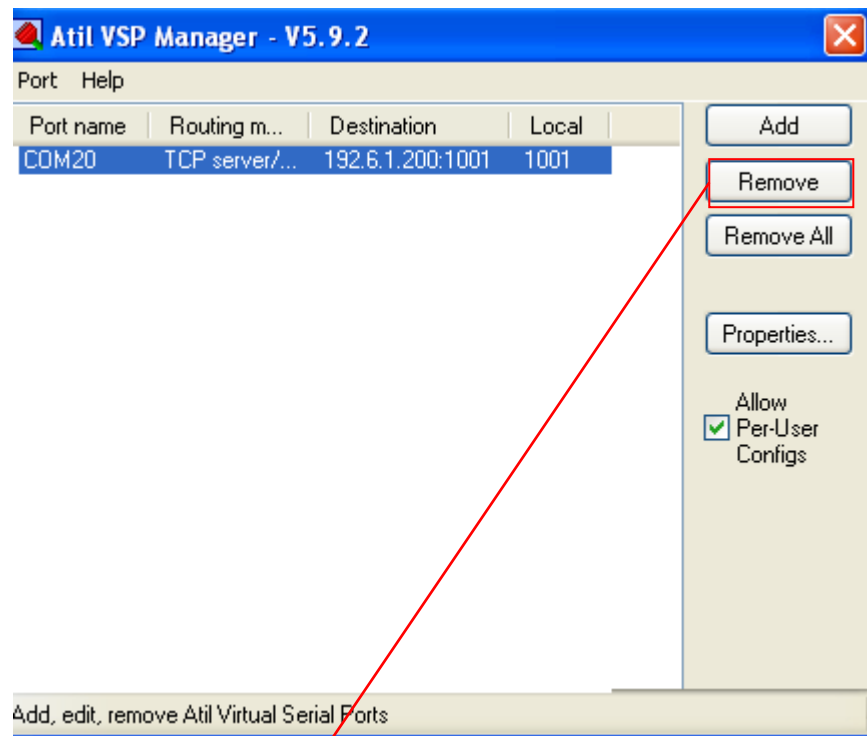 Atil VSP Manager - V5.9.2
Port Help
Port name Routing m... Destination Local
COM20 TCP server/... 192.6.1.200:1001 1001
Add
Remove
Remove All
Properties...
Allow
Per-User
Configs
Add, edit, remove Atil Virtual Serial Ports